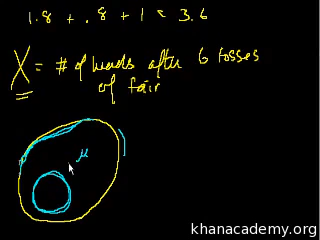 1.8 + .8 + 1 = 3.6
X = # of heads after 6 tosses
of fair
μ
khanacademy.org